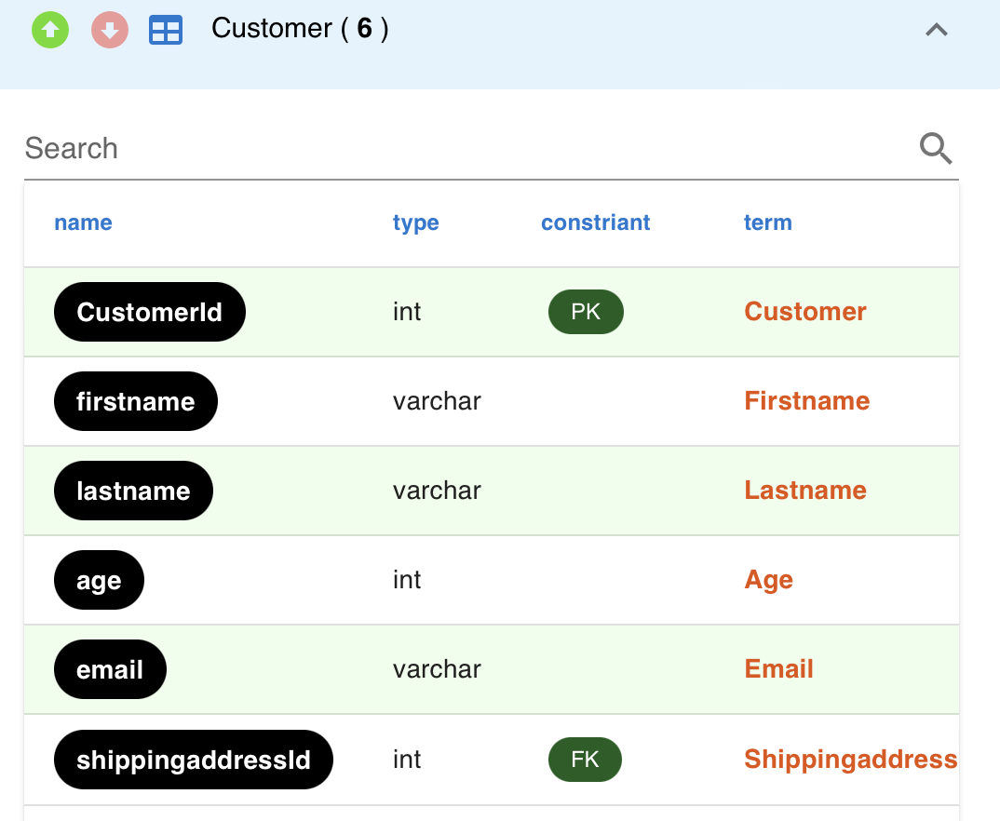 Customer ( 6 )
Search
name type constriant term
CustomerId int PK Customer
firstname varchar Firstname
lastname varchar Lastname
age int Age
email varchar Email
shippingaddressId int FK Shippingaddress